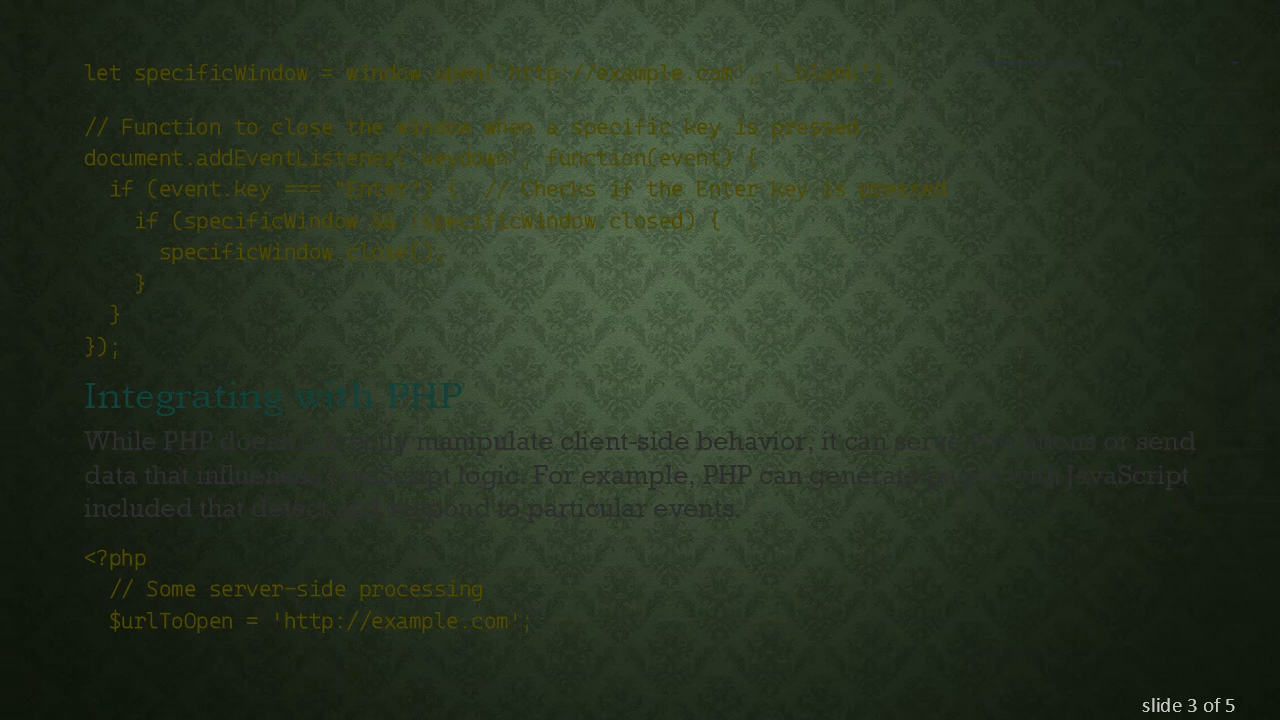 let specificWindow = window.open('http://example.com', '_blank');
// Function to close the window when a specific key is pressed
document.addEventListener("keydown", function(event) {
if (event.key === "Enter") { // Checks if the Enter key is pressed
if (specificWindow && !specificWindow.closed) {
specificWindow.close();
}
}
});
Integrating with PHP
While PHP doesn't directly manipulate client-side behavior, it can serve or send
data that influences JavaScript logic. For example, PHP can generate with JavaScript
included that detect and respond to particular events.
<?php
// Some server-side processing
$urlToOpen = 'http://example.com';
slide 3 of 5